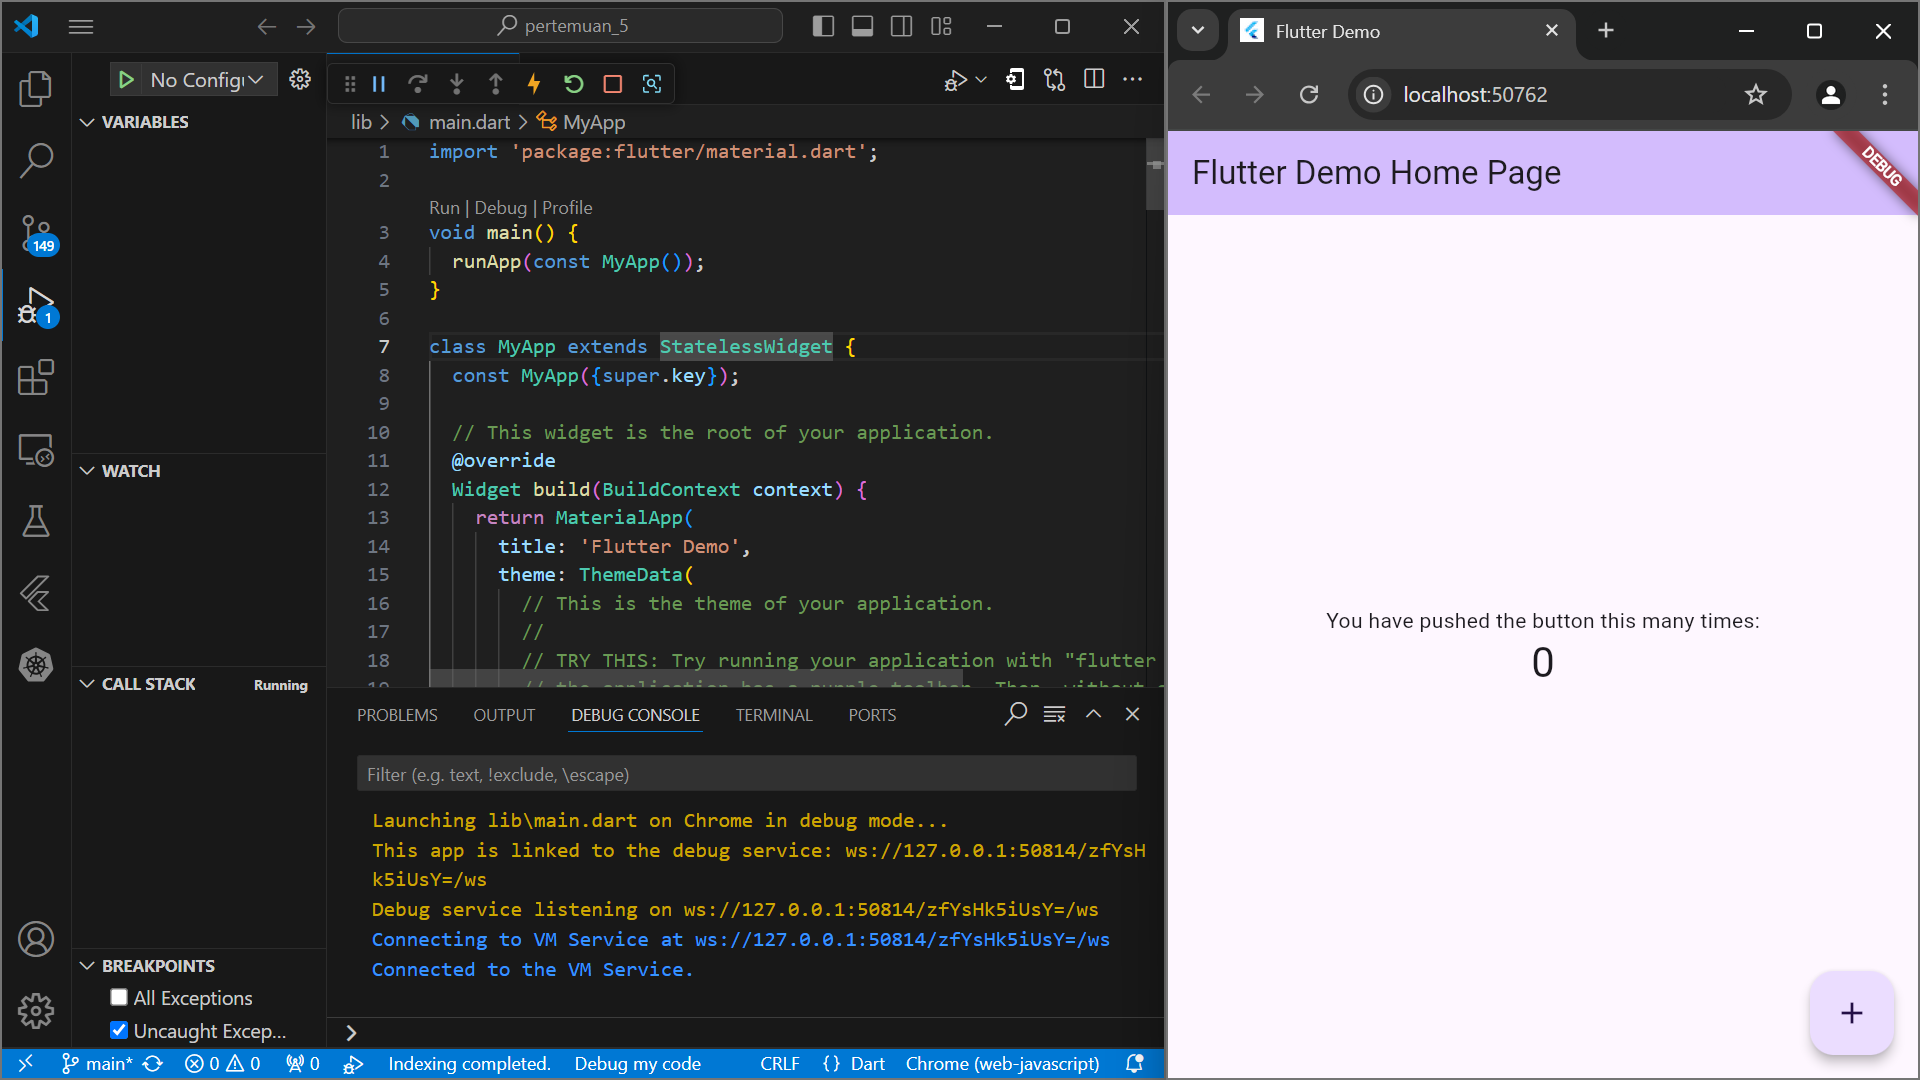 pertemuan_5
No Config
VARIABLES
lib > main.dart > MyApp
1 import 'package:flutter/material.dart';
2
Run | Debug | Profile
3 void main() {
4 runApp(const MyApp());
5 }
6
7 class MyApp extends StatelessWidget {
8 const MyApp({super.key});
9
10 // This widget is the root of your application.
11 @override
12 Widget build(BuildContext context) {
13 return MaterialApp(
14 title: 'Flutter Demo',
15 theme: ThemeData(
16 // This is the theme of your application.
17 //
18 // TRY THIS: Try running your application with "flutter
149
1
WATCH
CALL STACK Running
BREAKPOINTS
All Exceptions
Uncaught Excep...
PROBLEMS OUTPUT DEBUG CONSOLE TERMINAL PORTS
Filter (e.g. text, !exclude, \escape)
Launching lib\main.dart on Chrome in debug mode...
This app is linked to the debug service: ws://127.0.0.1:50814/zfYsH
k5iUsY=/ws
Debug service listening on ws://127.0.0.1:50814/zfYsHk5iUsY=/ws
Connecting to VM Service at ws://127.0.0.1:50814/zfYsHk5iUsY=/ws
Connected to the VM Service.
main* 0 0 0 Indexing completed. Debug my code CRLF {} Dart Chrome (web-javascript)
Flutter Demo
localhost:50762
Flutter Demo Home Page
DEBUG
You have pushed the button this many times:
0